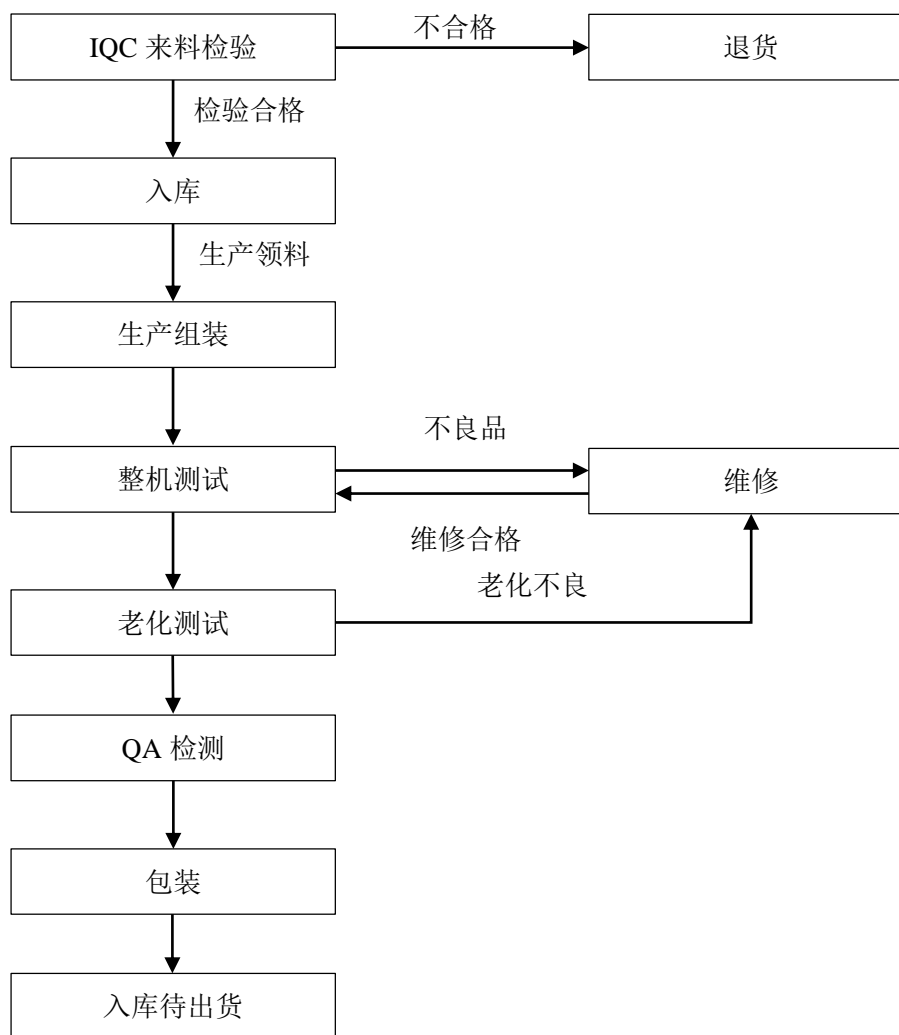 IQC 来料检验
不合格
退货
检验合格
入库
生产领料
生产组装
不良品
整机测试
维修
维修合格
老化不良
老化测试
QA 检测
包装
入库待出货